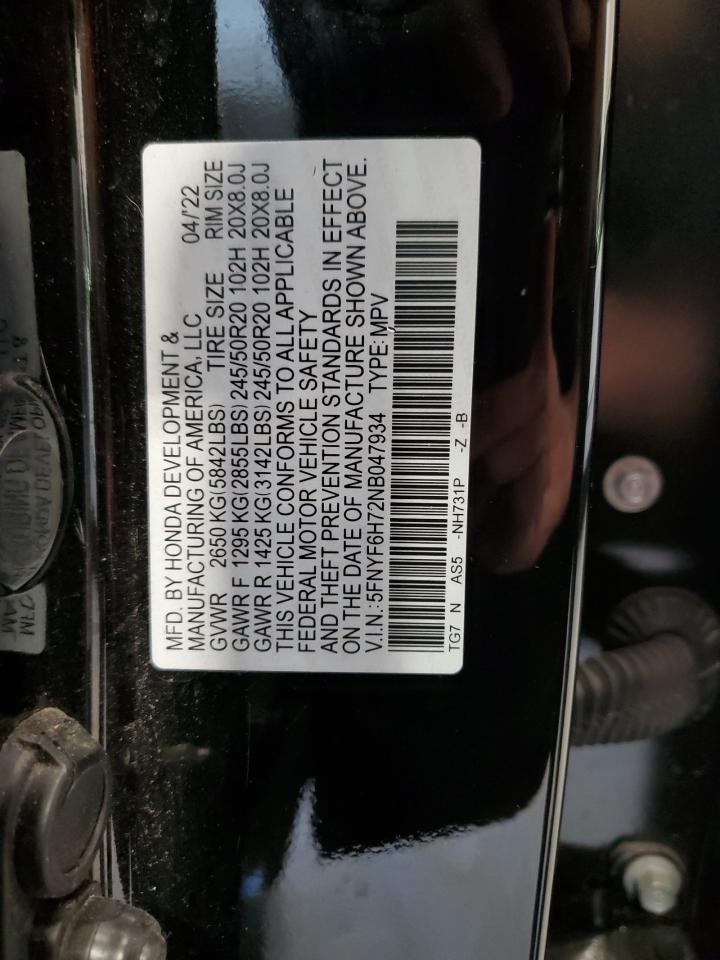 MFD. BY HONDA DEVELOPMENT &
MANUFACTURING OF AMERICA, LLC 04/'22
GVWR 2650 KG(5842LBS) TIRE SIZE RIM SIZE
GAWR F 1295 KG(2855LBS) 245/50R20 102H 20X8.0J
GAWR R 1425 KG(3142LBS) 245/50R20 102H 20X8.0J
THIS VEHICLE CONFORMS TO ALL APPLICABLE
FEDERAL MOTOR VEHICLE SAFETY
AND THEFT PREVENTION STANDARDS IN EFFECT
ON THE DATE OF MANUFACTURE SHOWN ABOVE.
V.I.N.:5FNYF6H72NB047934 TYPE:MPV
TG7 N AS5 -NH731P -Z -B